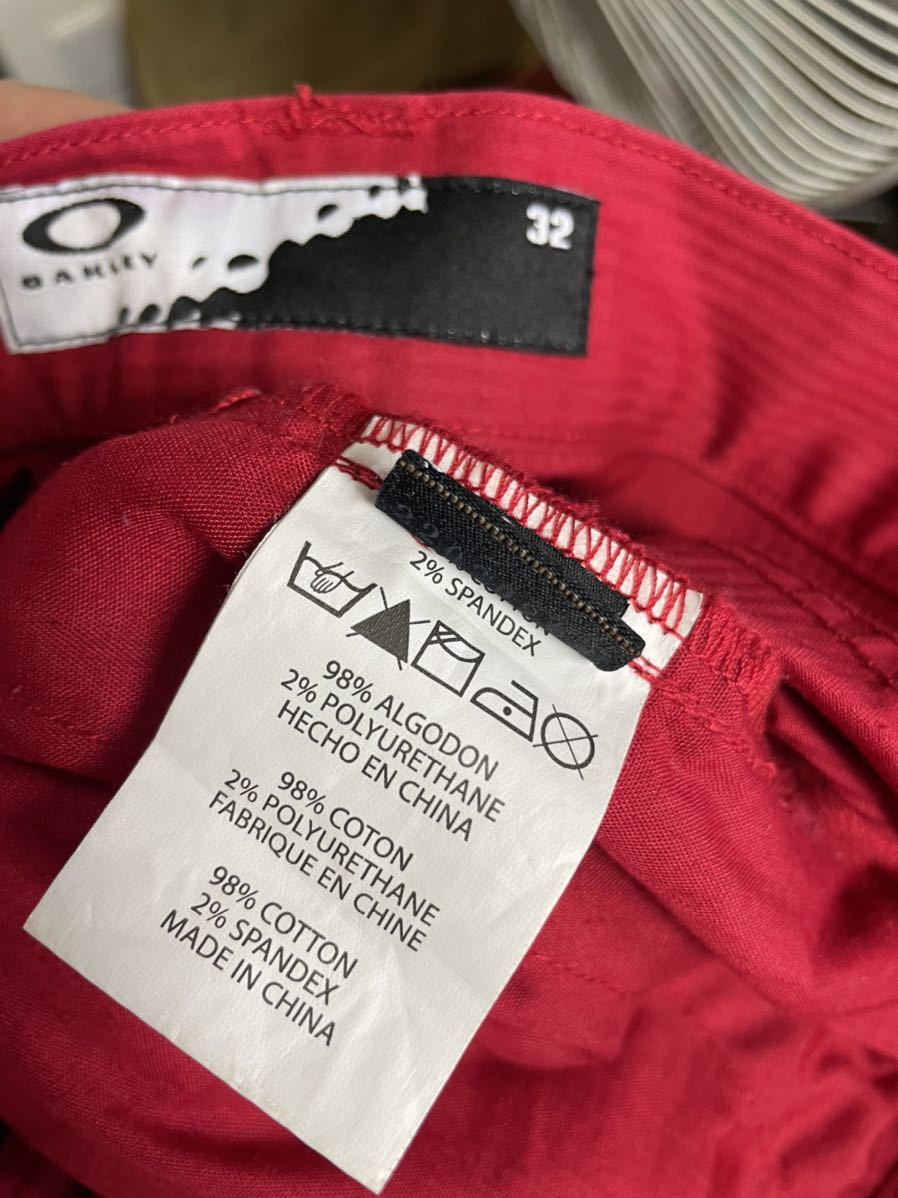 OAKLEY
32
2% SPANDEX
98% ALGODON
2% POLYURETHANE
HECHO EN CHINA
98% COTON
2% POLYURETHANE
FABRIQUE EN CHINE
98% COTTON
2% SPANDEX
MADE IN CHINA